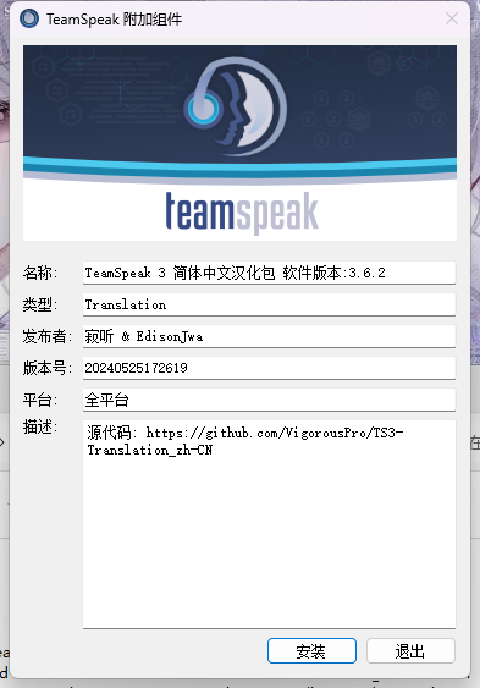 TeamSpeak 附加组件
teamspeak
名称: TeamSpeak 3 简体中文汉化包 软件版本:3.6.2
类型: Translation
发布者: 寂听 & EdisonJwa
版本号: 20240525172619
平台: 全平台
描述: 源代码: https://github.com/VigorousPro/TS3-
Translation_zh-CN
在
安装 退出